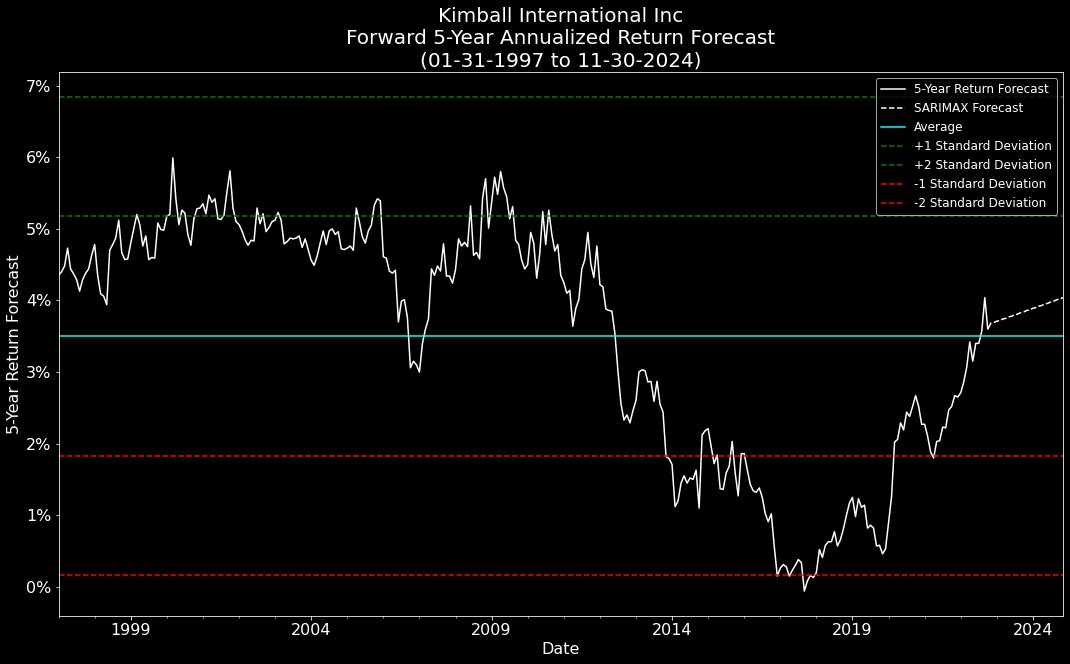 Kimball International Inc
Forward 5-Year Annualized Return Forecast
(01-31-1997 to 11-30-2024)
7%
6%
5%
4%
3%
2%
1%
0%
5-Year Return Forecast
5-Year Return Forecast
SARIMAX Forecast
Average
+1 Standard Deviation
+2 Standard Deviation
-1 Standard Deviation
-2 Standard Deviation
1999
2004
2009
2014
2019
2024
Date